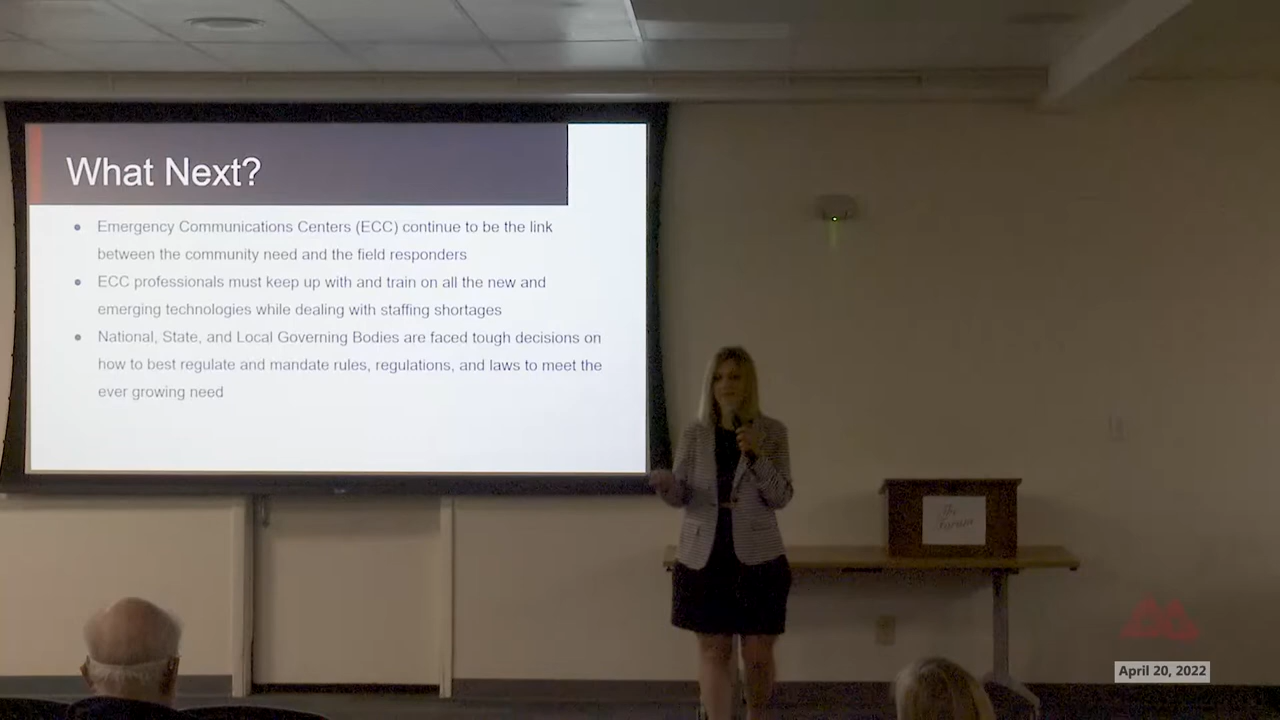 What Next?
Emergency Communications Centers (ECC) continue to be the link
between the community need and the field responders
ECC professionals must keep up with and train on all the new and
emerging technologies while dealing with staffing shortages
National, State, and Local Governing Bodies are faced tough decisions on
how to best regulate and mandate rules, regulations, and laws to meet the
ever growing need
April 20, 2022